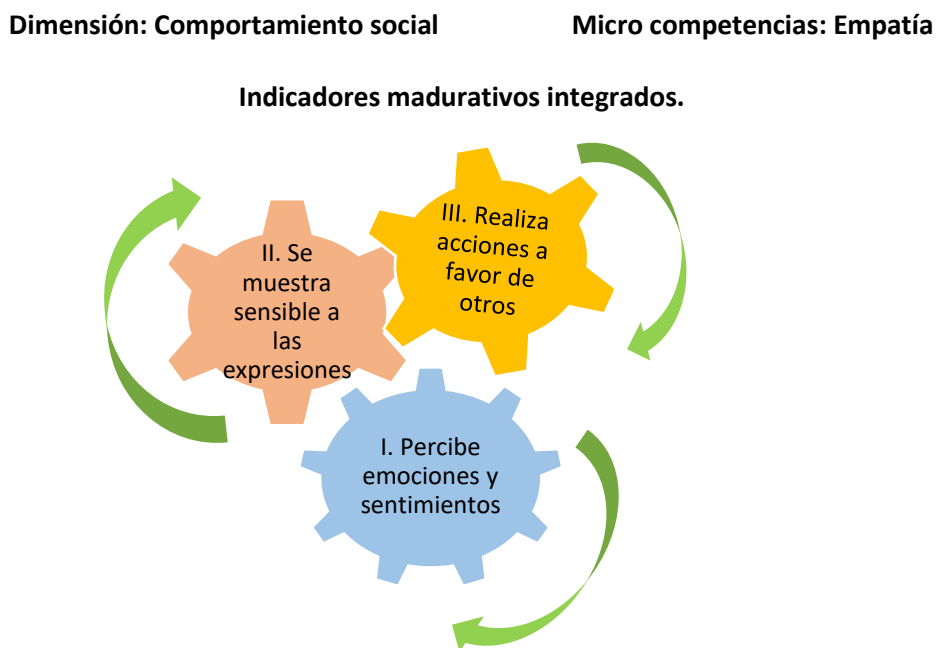 Dimensión: Comportamiento social Micro competencias: Empatía
Indicadores madurativos integrados.
III. Realiza
acciones a
favor de
otros
II. Se
muestra
sensible a
las
expresiones
I. Percibe
emociones y
sentimientos